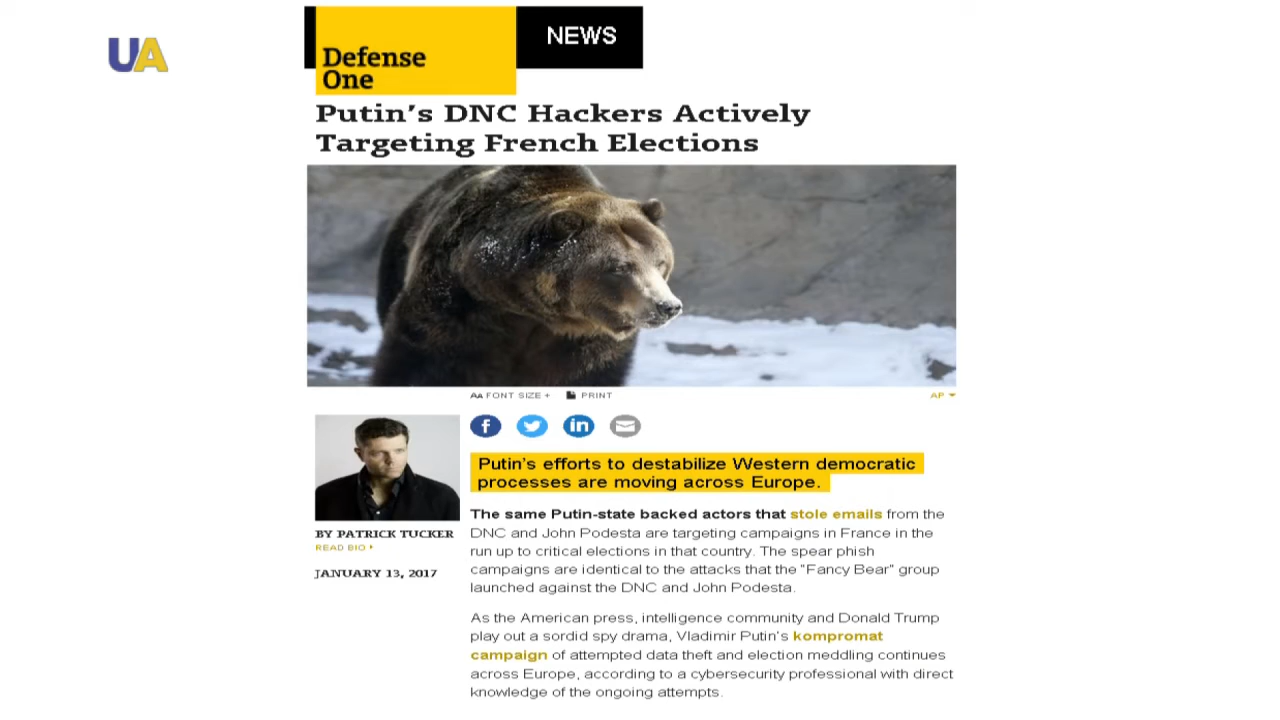 UA
NEWS
Defense
One
Putin's DNC Hackers Actively
Targeting French Elections
AA FONT SIZE +
PRINT
AP
f
in
Putin's efforts to destabilize Western democratic
processes are moving across Europe.
BY PATRICK TUCKER
READ BIO
JANUARY 13, 2017
The same Putin-state backed actors that stole emails from the
DNC and John Podesta are targeting campaigns in France in the
run up to critical elections in that country. The spear phish
campaigns are identical to the attacks that the "Fancy Bear" group
launched against the DNC and John Podesta.
As the American press, intelligence community and Donald Trump
play out a sordid spy drama, Vladimir Putin's kompromat
campaign of attempted data theft and election meddling continues
across Europe, according to a cybersecurity professional with direct
knowledge of the ongoing attempts.